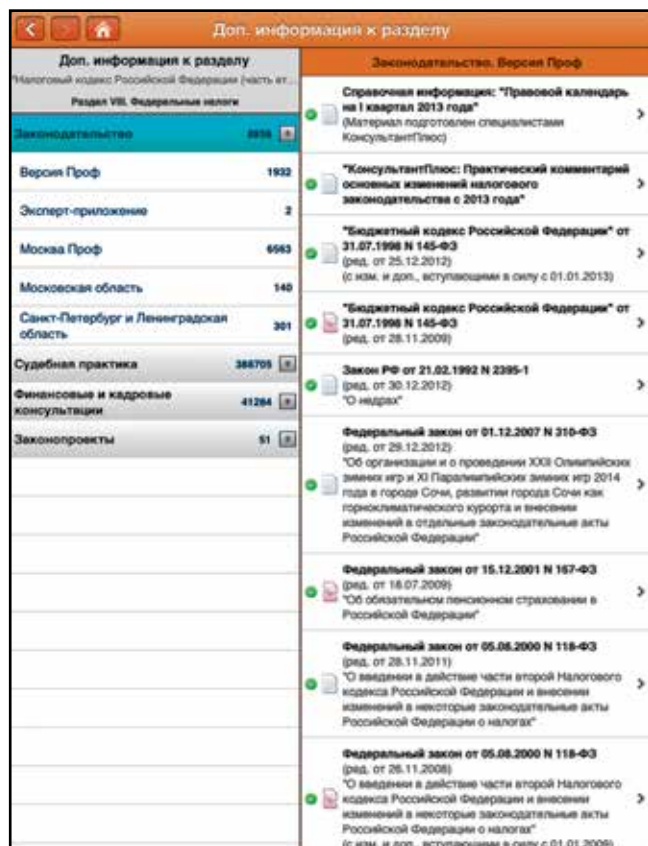 Доп. информация к разделу
Доп. информация к разделу
"Налоговый кодекс Российской Федерации (часть вт...
Раздел VIII. Федеральные налоги
Законодательство
Версия Проф 1932
Эксперт-приложение 2
Москва Проф 6583
Московская область 140
Санкт-Петербург и Ленинградская
область 301
Судебная практика 388705
Финансовые и кадровые
консультации 41284
Законопроекты 51
Законодательство. Версия Проф
Справочная информация: "Правовой календарь
на I квартал 2013 года"
(Материал подготовлен специалистами
КонсультантПлюс)
"КонсультантПлюс: Практический комментарий
основных изменений налогового
законодательства с 2013 года"
"Бюджетный кодекс Российской Федерации" от
31.07.1998 N 145-ФЗ
(ред. от 25.12.2012)
(с изм. и доп., вступающими в силу с 01.01.2013)
"Бюджетный кодекс Российской Федерации" от
31.07.1998 N 145-ФЗ
(ред. от 28.11.2009)
Закон РФ от 21.02.1992 N 2395-1
(ред. от 30.12.2012)
"О недрах"
Федеральный закон от 01.12.2007 N 310-ФЗ
(ред. от 29.12.2012)
"Об организации и о проведении XXII Олимпийских
зимних игр и XI Паралимпийских зимних игр 2014
года в городе Сочи, развитии города Сочи как
горноклиматического курорта и внесении
изменений в отдельные законодательные акты
Российской Федерации"
Федеральный закон от 15.12.2001 N 167-ФЗ
(ред. от 18.07.2009)
"Об обязательном пенсионном страховании в
Российской Федерации"
Федеральный закон от 05.08.2000 N 118-ФЗ
(ред. от 28.11.2011)
"О введении в действие части второй Налогового
кодекса Российской Федерации и внесении
изменений в некоторые законодательные акты
Российской Федерации о налогах"
Федеральный закон от 05.08.2000 N 118-ФЗ
(ред. от 26.11.2008)
"О введении в действие части второй Налогового
кодекса Российской Федерации и внесении
изменений в некоторые законодательные акты
Российской Федерации о налогах"
(с изм. и доп., вступающими в силу с 01.01.2009)